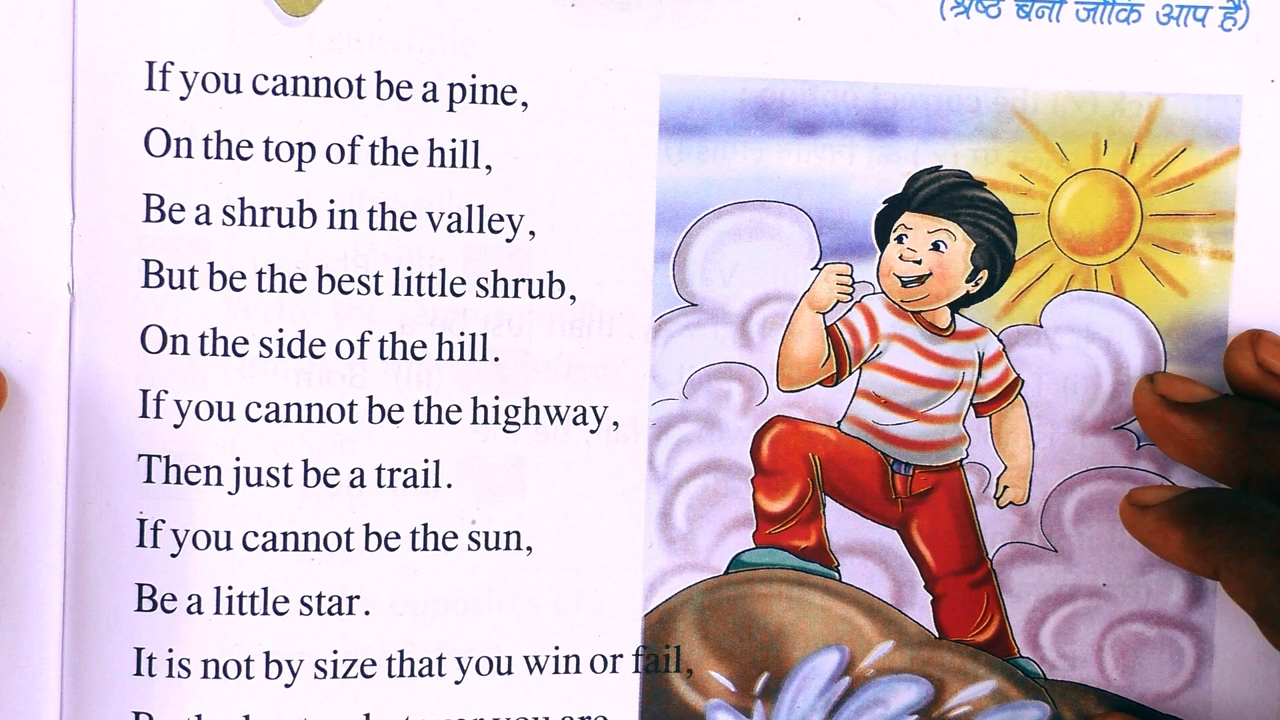 (श्रेष्ठ बनो जोकि आप हैं)
If you cannot be a pine,
On the top of the hill,
Be a shrub in the valley,
But be the best little shrub,
On the side of the hill.
If you cannot be the highway,
Then just be a trail.
If you cannot be the sun,
Be a little star.
It is not by size that you win or fail,